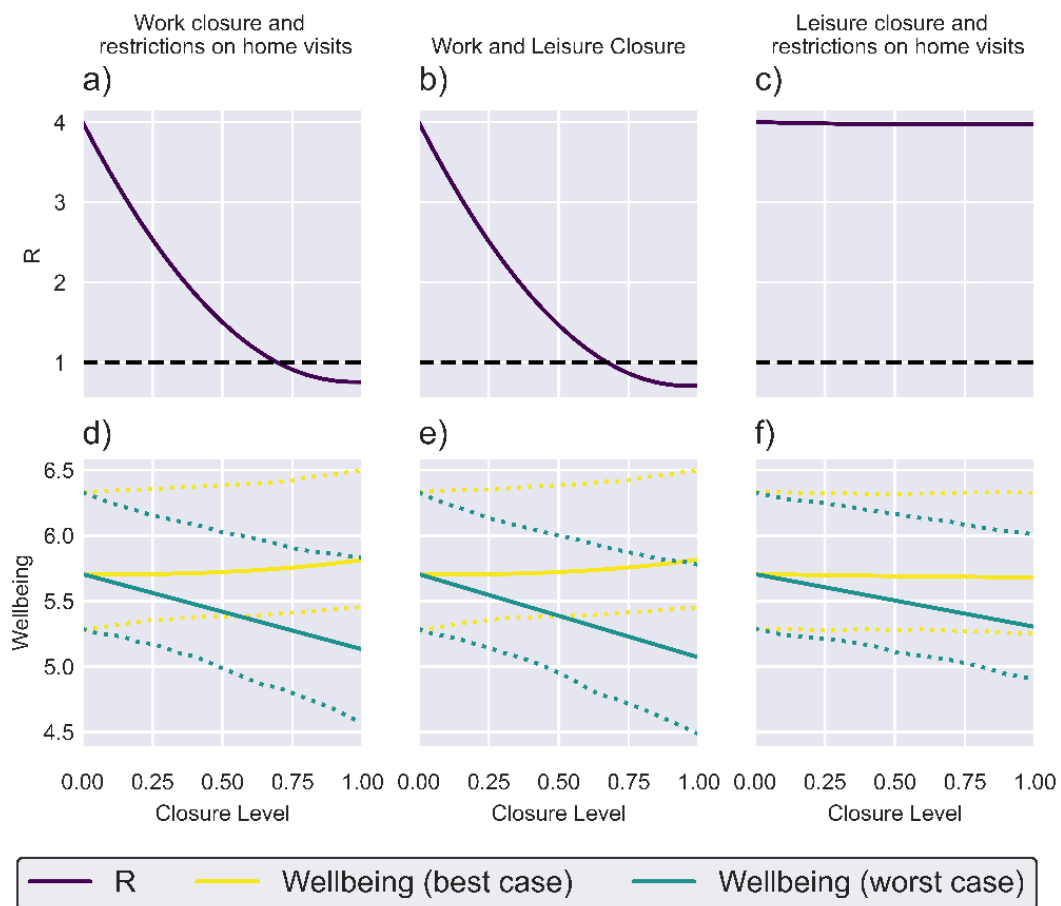 Work closure and
restrictions on home visits
Work and Leisure Closure
Leisure closure and
restrictions on home visits
a)
b)
c)
4
3
2
1
R
d)
e)
f)
6.5
6.0
5.5
5.0
4.5
Wellbeing
0.00 0.25 0.50 0.75 1.00
0.00 0.25 0.50 0.75 1.00
0.00 0.25 0.50 0.75 1.00
Closure Level
Closure Level
Closure Level
R
Wellbeing (best case)
Wellbeing (worst case)